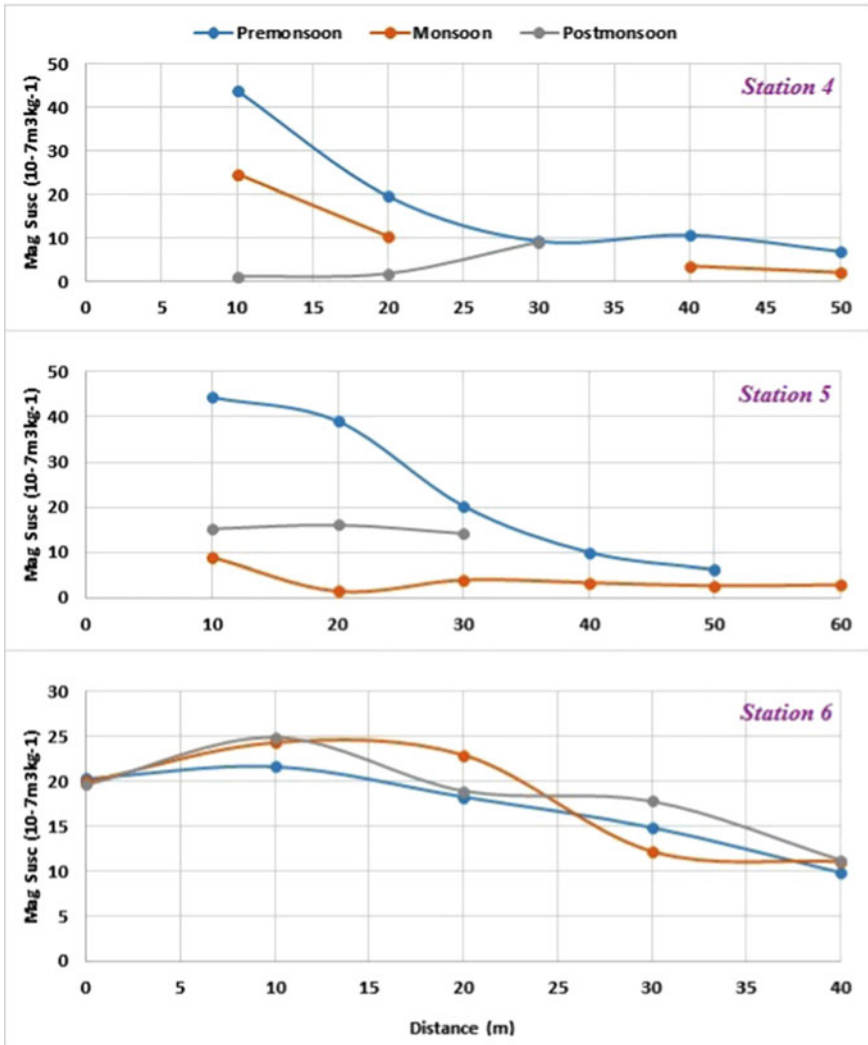 Premonsoon Monsoon Postmonsoon
Station 4
Mag Susc (10-7m3kg-1)
50
40
30
20
10
0
0 5 10 15 20 25 30 35 40 45 50
Station 5
Mag Susc (10-7m3kg-1)
50
40
30
20
10
0
0 10 20 30 40 50 60
Station 6
Mag Susc (10-7m3kg-1)
30
25
20
15
10
5
0
0 5 10 15 20 25 30 35 40
Distance (m)